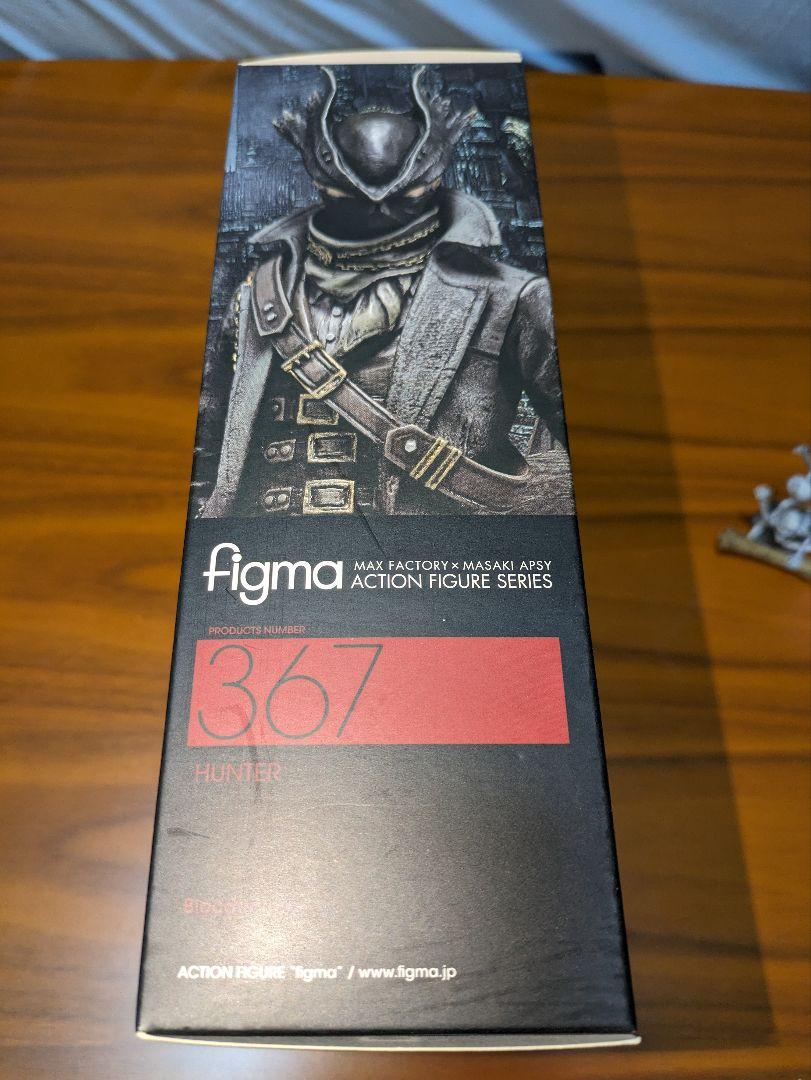 figma
MAX FACTORY × MASAKI APSY
ACTION FIGURE SERIES
PRODUCTS NUMBER
367
HUNTER
ACTION FIGURE "figma" / www.figma.jp